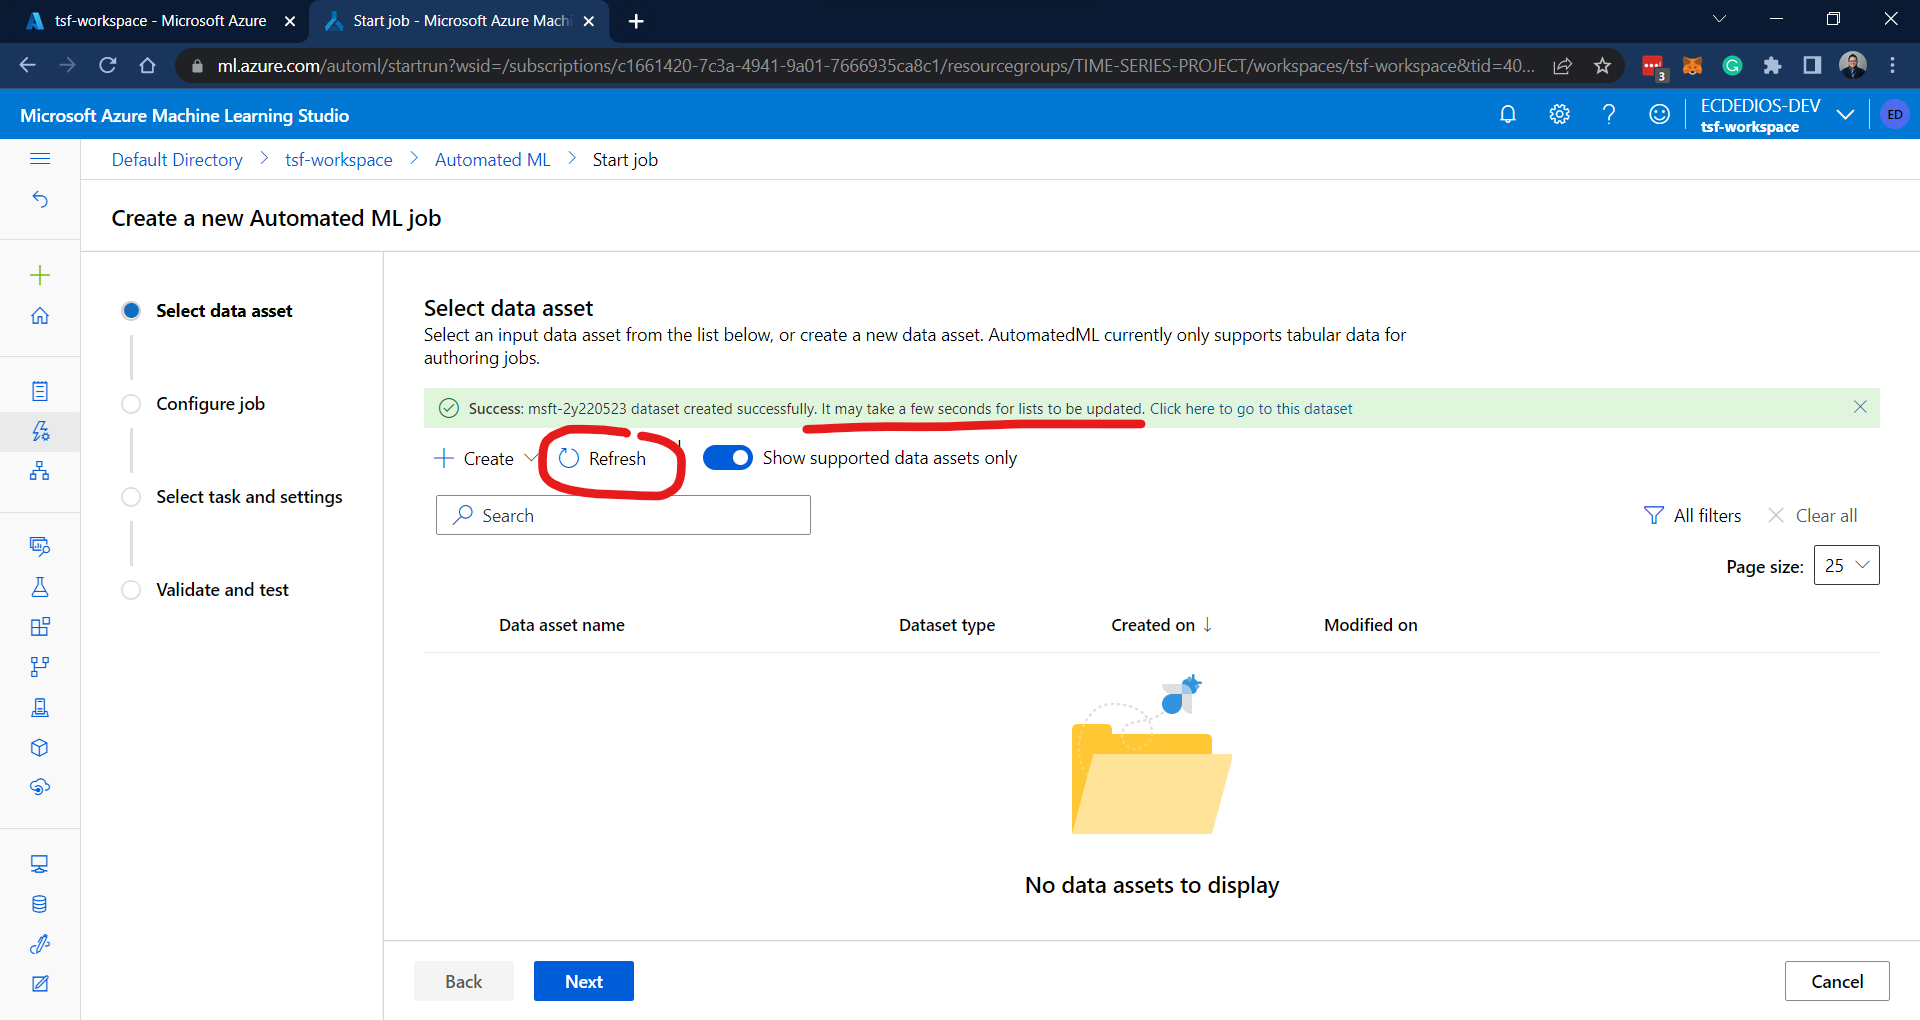 tsf-workspace - Microsoft Azure
Start job - Microsoft Azure Machi
ml.azure.com/automl/startrun?wsid=/subscriptions/c1661420-7c3a-4941-9a01-7666935ca8c1/resourcegroups/TIME-SERIES-PROJECT/workspaces/tsf-workspace&tid=40...
3
Microsoft Azure Machine Learning Studio
ECDEDIOS-DEV
tsf-workspace
ED
Default Directory > tsf-workspace > Automated ML > Start job
Create a new Automated ML job
Select data asset
Configure job
Select task and settings
Validate and test
Select data asset
Select an input data asset from the list below, or create a new data asset. AutomatedML currently only supports tabular data for
authoring jobs.
Success: msft-2y220523 dataset created successfully. It may take a few seconds for lists to be updated. Click here to go to this dataset
Create
Refresh
Show supported data assets only
Search
All filters
Clear all
Page size: 25
Data asset name Dataset type Created on ↓ Modified on
No data assets to display
Back
Next
Cancel